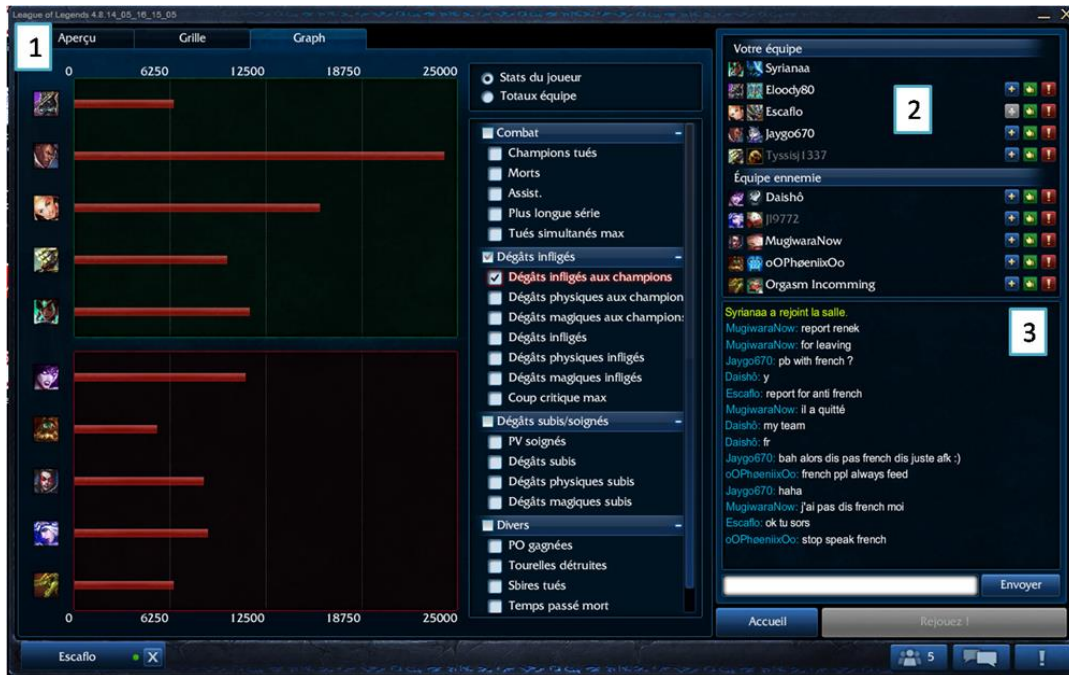 League of Legends 4.8.14_05_16_15_05
1
Aperçu
Grille
Graph
0 6250 12500 18750 25000
0 6250 12500 18750 25000
Stats du joueur
Totaux équipe
Combat
Champions tués
Morts
Assist.
Plus longue série
Tués simultanés max
Dégâts infligés
Dégâts infligés aux champions
Dégâts physiques aux champion
Dégâts magiques aux champions
Dégâts infligés
Dégâts physiques infligés
Dégâts magiques infligés
Coup critique max
Dégâts subis/soignés
PV soignés
Dégâts subis
Dégâts physiques subis
Dégâts magiques subis
Divers
PO gagnées
Tourelles détruites
Sbires tués
Temps passé mort
2
Votre équipe
Syrianaa
Eloody80
Escaflo
Jaygo670
Tyssisj1337
Équipe ennemie
Daishô
Jl9772
MugiwaraNow
oOPhøeniixOo
Orgasm Incomming
3
Syrianaa a rejoint la salle.
MugiwaraNow: report renek
MugiwaraNow: for leaving
Jaygo670: pb with french ?
Daishô: y
Escaflo: report for anti french
MugiwaraNow: il a quitté
Daishô: my team
Daishô: fr
Jaygo670: bah alors dis pas french dis juste afk :)
oOPhøeniixOo: french ppl always feed
Jaygo670: haha
MugiwaraNow: j'ai pas dis french moi
Escaflo: ok tu sors
oOPhøeniixOo: stop speak french
Envoyer
Accueil
Rejouez !
Escaflo
X
5